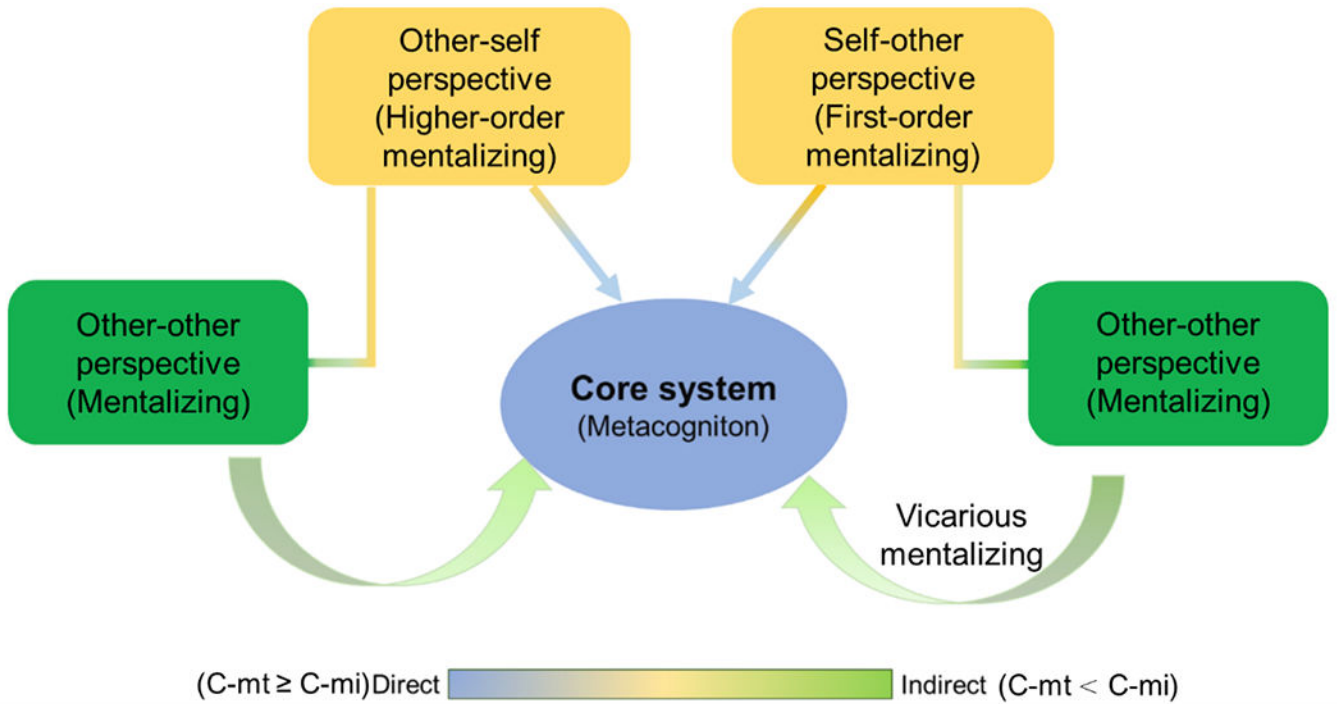 Other-self
perspective
(Higher-order
mentalizing)
Self-other
perspective
(First-order
mentalizing)
Other-other
perspective
(Mentalizing)
Core system
(Metacogniton)
Other-other
perspective
(Mentalizing)
Vicarious
mentalizing
(C-mt ≥ C-mi) Direct
Indirect (C-mt < C-mi)